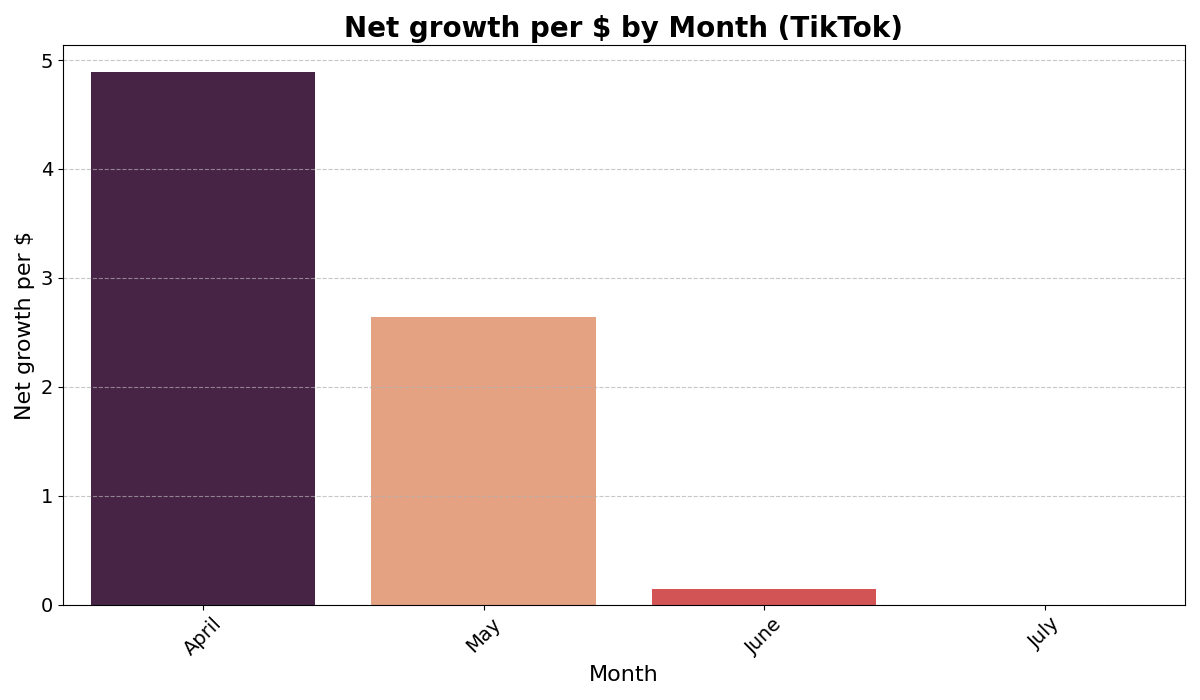 Net growth per $ by Month (TikTok)
Net growth per $
5
4
3
2
1
0
April
May
June
July
Month